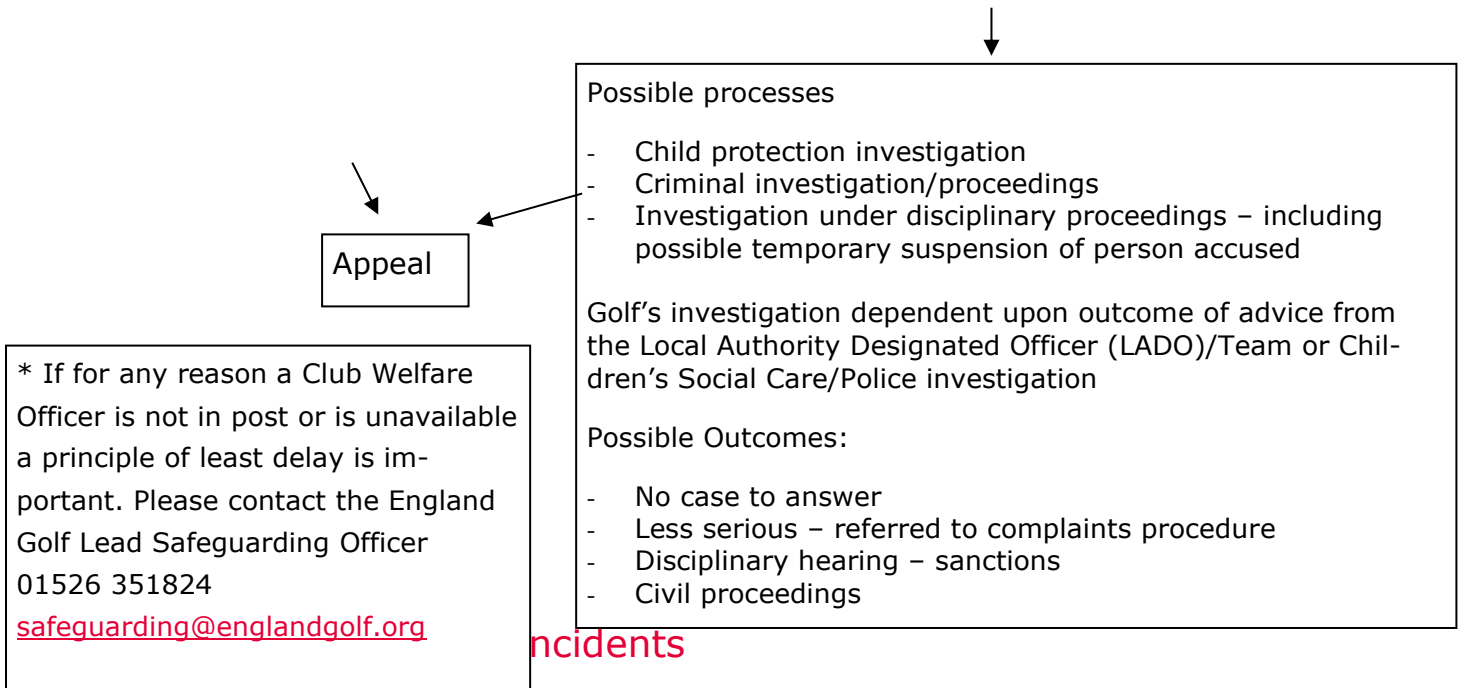 Possible processes
- Child protection investigation
- Criminal investigation/proceedings
- Investigation under disciplinary proceedings – including
possible temporary suspension of person accused
Golf’s investigation dependent upon outcome of advice from
the Local Authority Designated Officer (LADO)/Team or Chil-
dren’s Social Care/Police investigation
Possible Outcomes:
- No case to answer
- Less serious – referred to complaints procedure
- Disciplinary hearing – sanctions
- Civil proceedings
Appeal
* If for any reason a Club Welfare
Officer is not in post or is unavailable
a principle of least delay is im-
portant. Please contact the England
Golf Lead Safeguarding Officer
01526 351824
safeguarding@englandgolf.org
ncidents